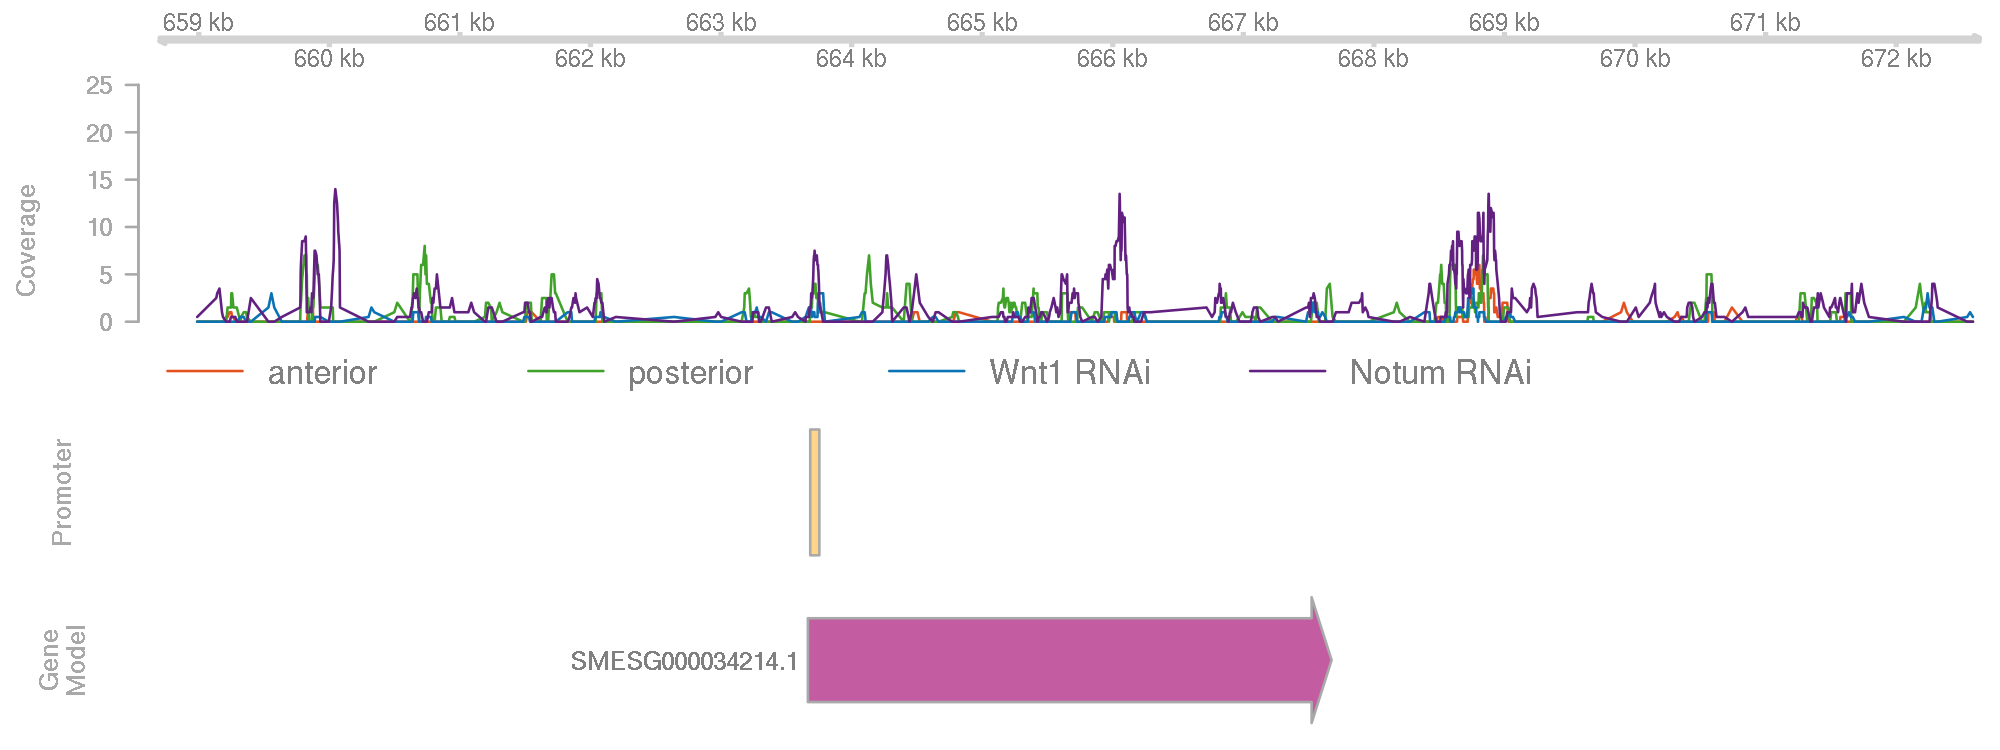 659 kb 661 kb 663 kb 665 kb 667 kb 669 kb 671 kb
660 kb 662 kb 664 kb 666 kb 668 kb 670 kb 672 kb
25
20
15
10
5
0
Coverage
anterior posterior Wnt1 RNAi Notum RNAi
Promoter
Gene
Model
SMESG000034214.1